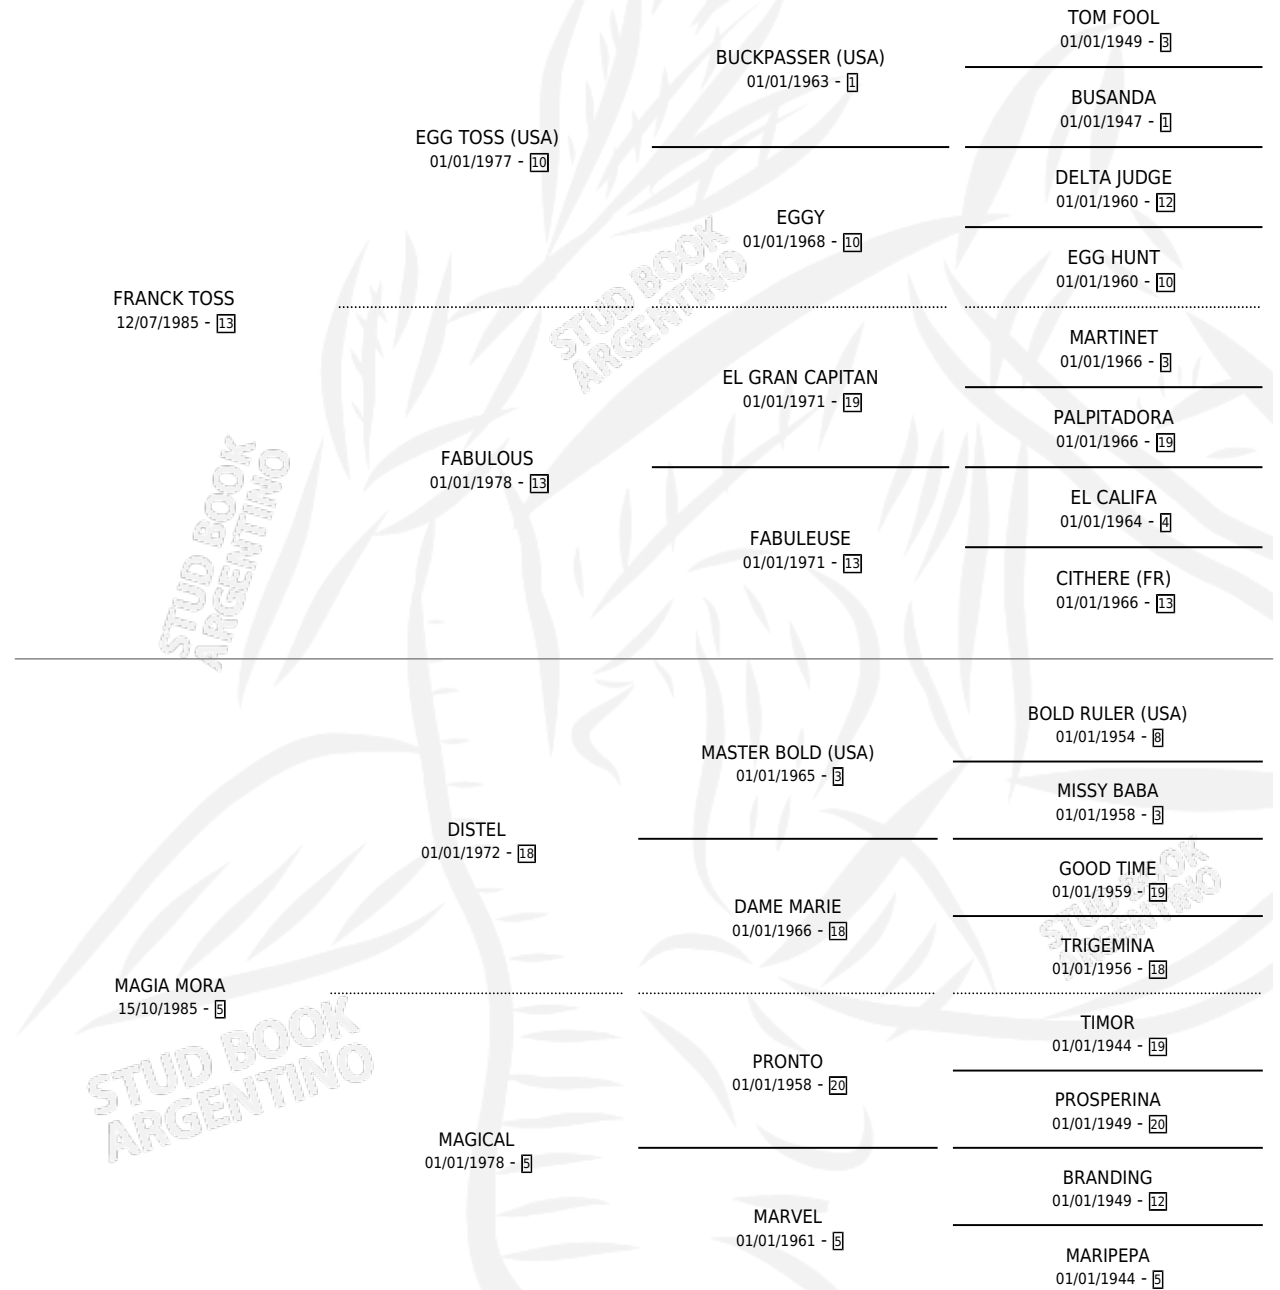 TOM FOOL
01/01/1949 - 3
BUCKPASSER (USA)
01/01/1963 - 1
BUSANDA
01/01/1947 - 1
EGG TOSS (USA)
01/01/1977 - 10
DELTA JUDGE
01/01/1960 - 12
EGGY
01/01/1968 - 10
EGG HUNT
01/01/1960 - 10
FRANCK TOSS
12/07/1985 - 13
MARTINET
01/01/1966 - 3
EL GRAN CAPITAN
01/01/1971 - 19
PALPITADORA
01/01/1966 - 19
FABULOUS
01/01/1978 - 13
EL CALIFA
01/01/1964 - 4
FABULEUSE
01/01/1971 - 13
CITHERE (FR)
01/01/1966 - 13
STUD BOOK
ARGENTINO
STUD BOOK
ARGENTINO
BOLD RULER (USA)
01/01/1954 - 8
MASTER BOLD (USA)
01/01/1965 - 3
MISSY BABA
01/01/1958 - 3
DISTEL
01/01/1972 - 18
GOOD TIME
01/01/1959 - 19
DAME MARIE
01/01/1966 - 18
TRIGEMINA
01/01/1956 - 18
MAGIA MORA
15/10/1985 - 5
TIMOR
01/01/1944 - 19
PRONTO
01/01/1958 - 20
PROSPERINA
01/01/1949 - 20
MAGICAL
01/01/1978 - 5
BRANDING
01/01/1949 - 12
MARVEL
01/01/1961 - 5
MARIPEPA
01/01/1944 - 5
STUD BOOK
ARGENTINO
STUD BOOK
ARGENTINO